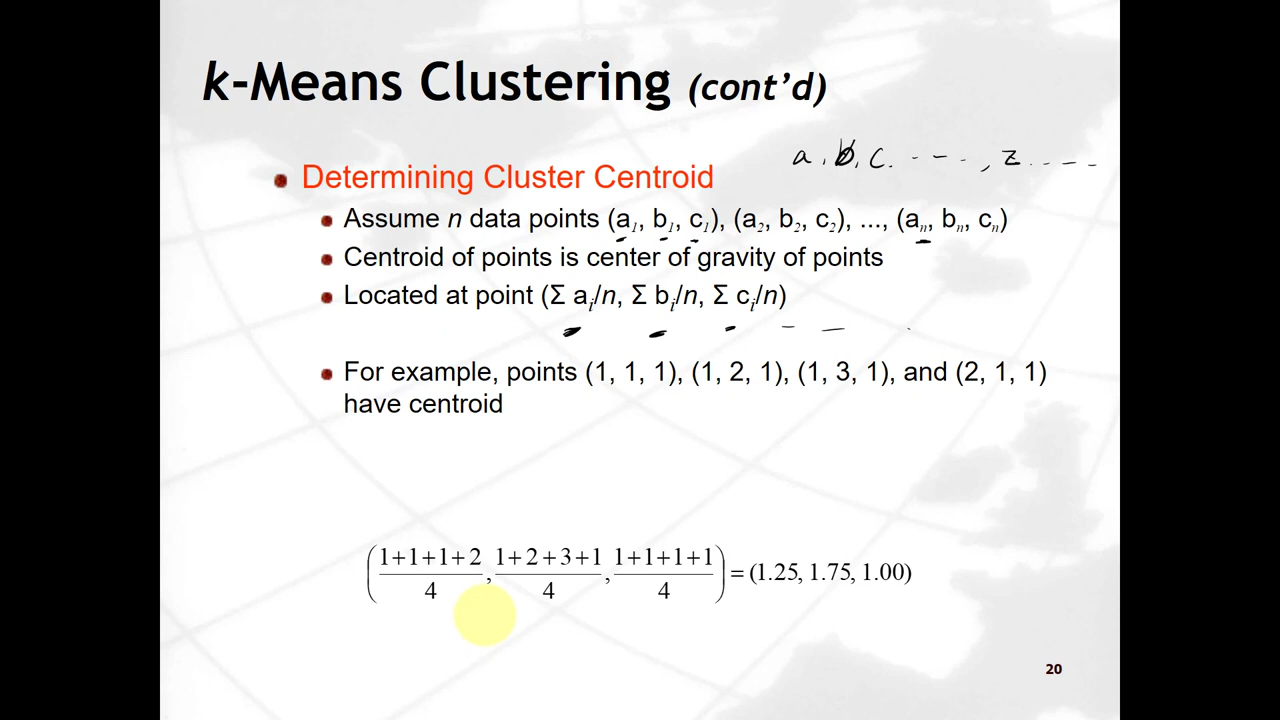 k-Means Clustering (cont’d)
a, b, c. - - - . , z . - - -
Determining Cluster Centroid
Assume n data points (a1, b1, c1), (a2, b2, c2), ..., (an, bn, cn)
Centroid of points is center of gravity of points
Located at point (Σ ai/n, Σ bi/n, Σ ci/n)
For example, points (1, 1, 1), (1, 2, 1), (1, 3, 1), and (2, 1, 1)
have centroid
(1+1+1+2/4, 1+2+3+1/4, 1+1+1+1/4) = (1.25, 1.75, 1.00)
20